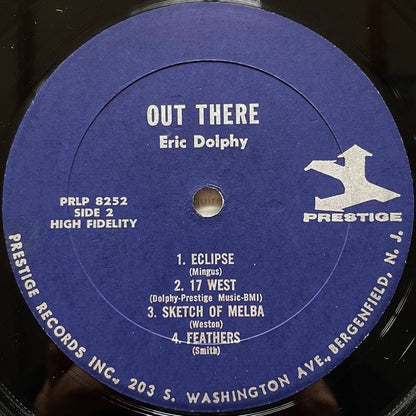 OUT THERE
Eric Dolphy
PRLP 8252
SIDE 2
HIGH FIDELITY
PRESTIGE
1. ECLIPSE
(Mingus)
2. 17 WEST
(Dolphy-Prestige Music-BMI)
3. SKETCH OF MELBA
(Weston)
4. FEATHERS
(Smith)
PRESTIGE RECORDS INC., 203 S. WASHINGTON AVE., BERGENFIELD, N. J.